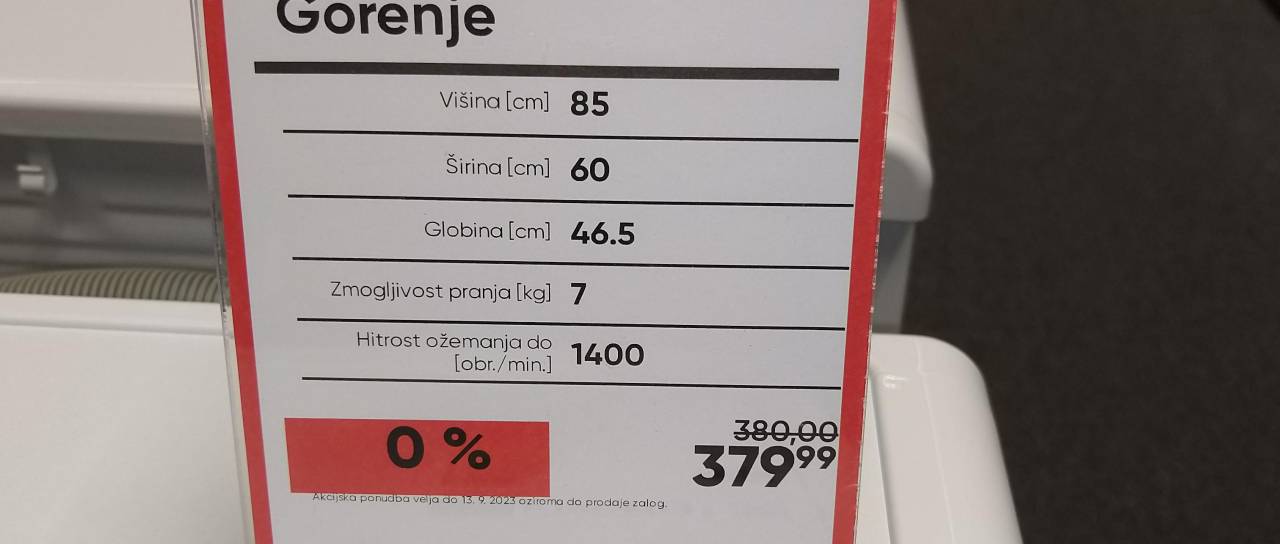 Gorenje
Višina [cm] 85
Širina [cm] 60
Globina [cm] 46.5
Zmogljivost pranja [kg] 7
Hitrost ožemanja do
[obr./min.] 1400
380,00
0 % 379⁹⁹
Akcijska ponudba velja do 13. 9. 2023 oziroma do prodaje zalog.